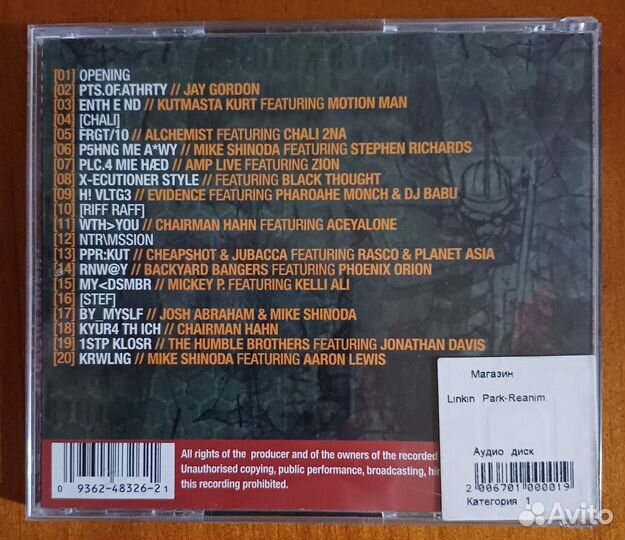 [01] OPENING
[02] PTS.OF.ATHRTY // JAY GORDON
[03] ENTH E ND // KUTMASTA KURT FEATURING MOTION MAN
[04] [CHALI]
[05] FRGT/10 // ALCHEMIST FEATURING CHALI 2NA
[06] P5HNG ME A*WY // MIKE SHINODA FEATURING STEPHEN RICHARDS
[07] PLC.4 MIE HÆD // AMP LIVE FEATURING ZION
[08] X-ECUTIONER STYLE // FEATURING BLACK THOUGHT
[09] H! VLTG3 // EVIDENCE FEATURING PHAROAHE MONCH & DJ BABU
[10] [RIFF RAFF]
[11] WTH>YOU // CHAIRMAN HAHN FEATURING ACEYALONE
[12] NTR\MSSION
[13] PPR:KUT // CHEAPSHOT & JUBACCA FEATURING RASCO & PLANET ASIA
[14] RNW@Y // BACKYARD BANGERS FEATURING PHOENIX ORION
[15] MY<DSMBR // MICKEY P. FEATURING KELLI ALI
[16] [STEF]
[17] BY_MYSLF // JOSH ABRAHAM & MIKE SHINODA
[18] KYUR4 TH ICH // CHAIRMAN HAHN
[19] 1STP KLOSR // THE HUMBLE BROTHERS FEATURING JONATHAN DAVIS
[20] KRWLNG // MIKE SHINODA FEATURING AARON LEWIS
Магазин
Linkin Park-Reanim.
Аудио диск
2 006701 000019
Категория 1
All rights of the producer and of the owners of the recorded
Unauthorised copying, public performance, broadcasting, hir
this recording prohibited.
0 9362-48326-2 1
Avito